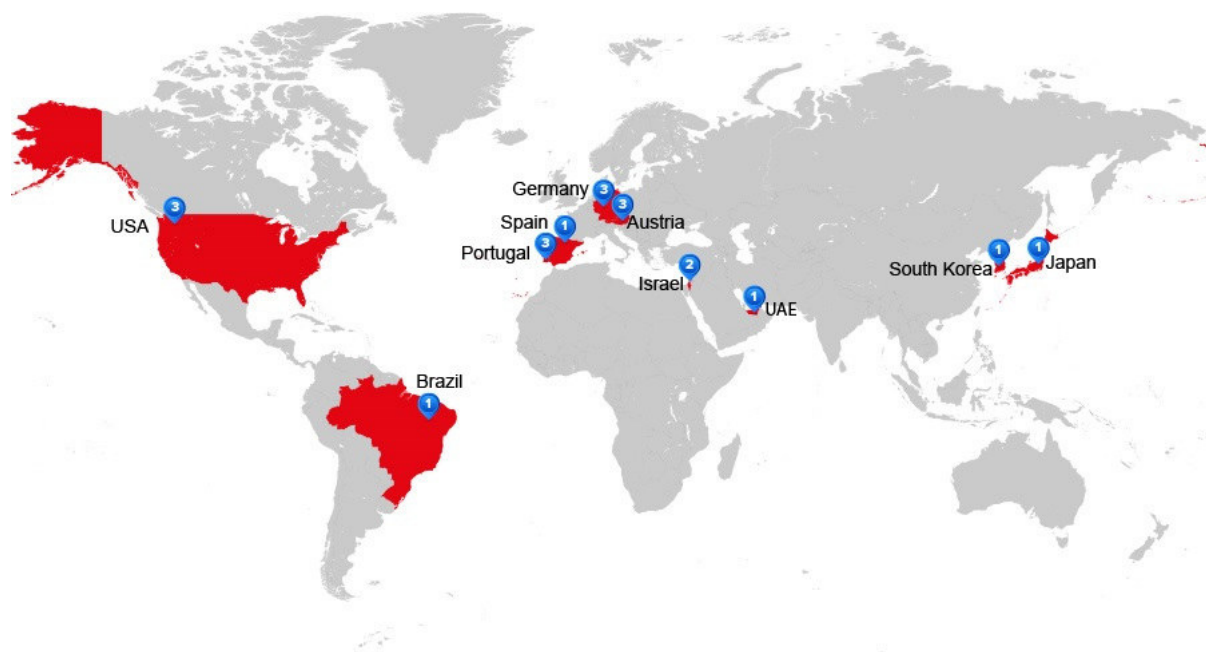 Germany 3
3 Austria
Spain 1
Portugal 3
USA 3
Israel 2
1 UAE
South Korea 1
1 Japan
Brazil
1